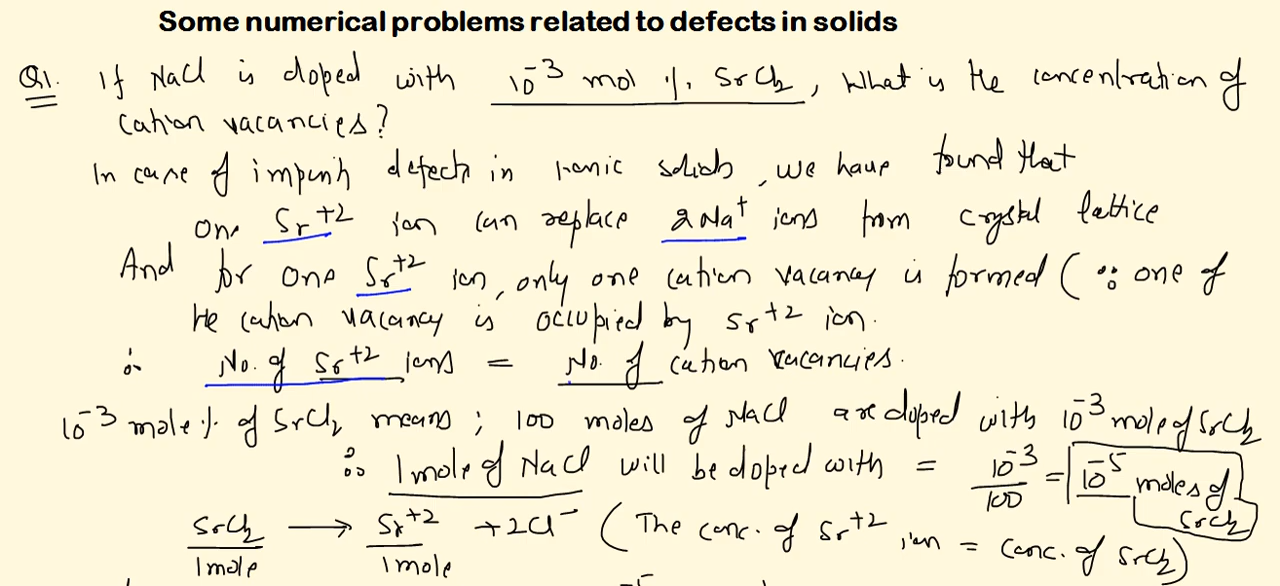 Some numerical problems related to defects in solids
Q1. If NaCl is doped with 10⁻³ mol % SrCl₂, What is the concentration of
cation vacancies?
In case of impurity defects in ionic solids, we have found that
One Sr⁺² ion can replace 2Na⁺ ions from crystal lattice
And for one Sr⁺² ion, only one cation vacancy is formed (∵ one of
the cation vacancy is occupied by Sr⁺² ion.
∴ No. of Sr⁺² ions = No. of cation vacancies.
10⁻³ mole % of SrCl₂ means ; 100 moles of NaCl are doped with 10⁻³ mole of SrCl₂
∴ 1 mole of NaCl will be doped with = 10⁻³/100 = 10⁻⁵ moles of SrCl₂
SrCl₂ → Sr⁺² + 2Cl⁻ (The conc. of Sr⁺² ion = conc. of SrCl₂)
1 mole 1 mole